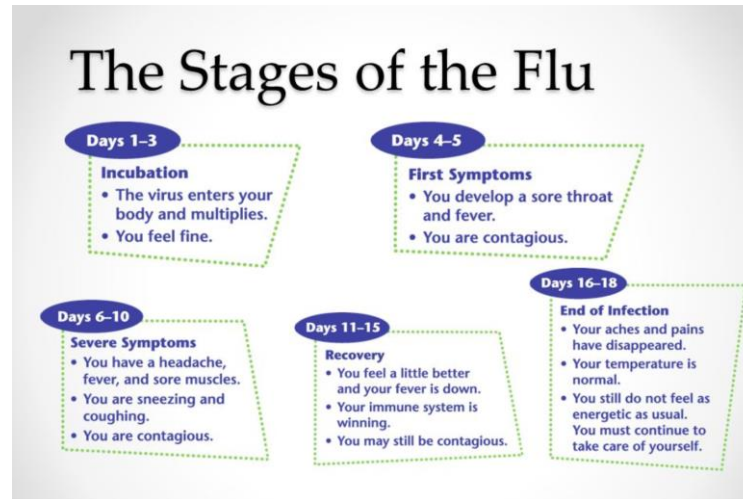 The Stages of the Flu
Days 1–3
Incubation
• The virus enters your
body and multiplies.
• You feel fine.
Days 4–5
First Symptoms
• You develop a sore throat
and fever.
• You are contagious.
Days 6–10
Severe Symptoms
• You have a headache,
fever, and sore muscles.
• You are sneezing and
coughing.
• You are contagious.
Days 11–15
Recovery
• You feel a little better
and your fever is down.
• Your immune system is
winning.
• You may still be contagious.
Days 16–18
End of Infection
• Your aches and pains
have disappeared.
• Your temperature is
normal.
• You still do not feel as
energetic as usual.
You must continue to
take care of yourself.